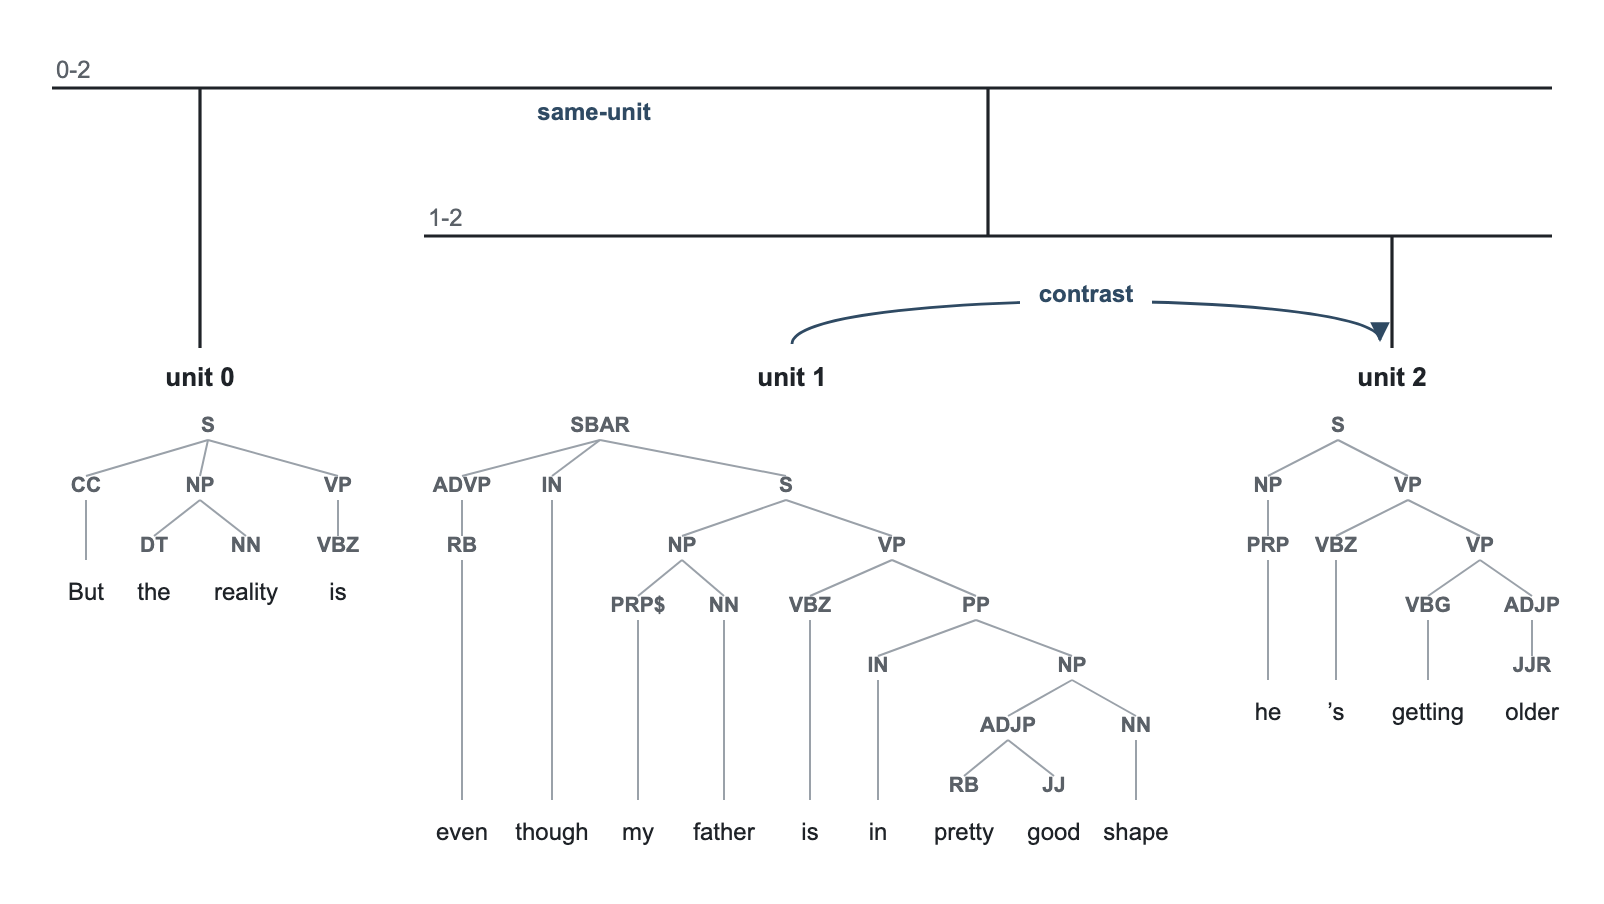 0-2
same-unit
1-2
contrast
unit 0 unit 1 unit 2
S SBAR S
CC NP VP ADVP IN S NP VP
DT NN VBZ RB NP VP PRP VBZ VP
But the reality is PRP$ NN VBZ PP VBG ADJP
IN NP JJR
he ’s getting older
ADJP NN
RB JJ
even though my father is in pretty good shape